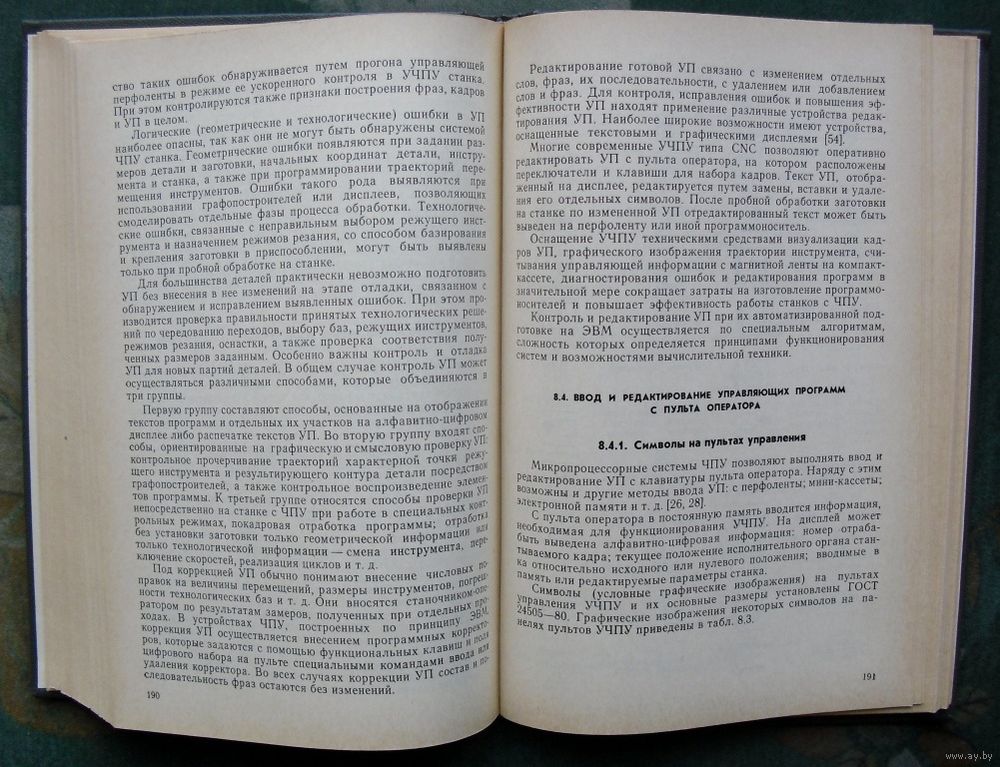 ство таких ошибок обнаруживается путем прогона управляющей
перфоленты в режиме ее ускоренного контроля в УЧПУ станка.
При этом контролируются также признаки построения фраз, кадров
и УП в целом.
Логические (геометрические и технологические) ошибки в УП
наиболее опасны, так как они не могут быть обнаружены системой
ЧПУ станка. Геометрические ошибки появляются при задании раз-
меров детали и заготовки, начальных координат детали, инстру-
мента и станка, а также при программировании траекторий пере-
мещения инструментов. Ошибки такого рода выявляются при
использовании графопостроителей или дисплеев, позволяющих
смоделировать отдельные фазы процесса обработки. Технологиче-
ские ошибки, связанные с неправильным выбором режущего инст-
румента и назначением режимов резания, со способом базирования
и крепления заготовки в приспособлении, могут быть выявлены
только при пробной обработке на станке.
Для большинства деталей практически невозможно подготовить
УП без внесения в нее изменений на этапе отладки, связанном с
обнаружением и исправлением выявленных ошибок. При этом про-
изводится проверка правильности принятых технологических реше-
ний по чередованию переходов, выбору баз, режущих инструментов,
режимов резания, оснастки, а также проверка соответствия полу-
ченных размеров заданным. Особенно важны контроль и отладка
УП для новых партий деталей. В общем случае контроль УП может
осуществляться различными способами, которые объединяются в
три группы.
Первую группу составляют способы, основанные на отображении
текстов программ и отдельных их участков на алфавитно-цифровом
дисплее либо распечатке текстов УП. Во вторую группу входят спо-
собы, ориентированные на графическую и смысловую проверку УП:
контрольное прочерчивание траекторий характерной точки режу-
щего инструмента и результирующего контура детали посредством
графопостроителей, а также контрольное воспроизведение элемен-
тов программы. К третьей группе относятся способы проверки УП
непосредственно на станке с ЧПУ при работе в специальных конт-
рольных режимах, покадровая отработка программы; отработка
без установки заготовки только геометрической информации или
только технологической информации — смена инструмента, пере-
ключение скоростей, реализация циклов и т. д.
Под коррекцией УП обычно понимают внесение числовых по-
правок на величины перемещений, размеры инструментов, погреш-
ности технологических баз и т. д. Они вносятся станочником-опе-
ратором по результатам замеров, полученных при отдельных про-
ходах. В устройствах ЧПУ, построенных по принципу ЭВМ,
коррекция УП осуществляется внесением программных корректо-
ров, которые задаются с помощью функциональных клавиш и поля
цифрового набора на пульте специальными командами ввода или
удаления корректора. Во всех случаях коррекции УП состав и по-
следовательность фраз остаются без изменений.
190
Редактирование готовой УП связано с изменением отдельных
слов, фраз, их последовательности, с удалением или добавлением
слов и фраз. Для контроля, исправления ошибок и повышения эф-
фективности УП находят применение различные устройства редак-
тирования УП. Наиболее широкие возможности имеют устройства,
оснащенные текстовыми и графическими дисплеями [54].
Многие современные УЧПУ типа CNC позволяют оперативно
редактировать УП с пульта оператора, на котором расположены
переключатели и клавиши для набора кадров. Текст УП, отобра-
женный на дисплее, редактируется путем замены, вставки и удале-
ния его отдельных символов. После пробной обработки заготовки
на станке по измененной УП отредактированный текст может быть
выведен на перфоленту или иной программоноситель.
Оснащение УЧПУ техническими средствами визуализации кад-
ров УП, графического изображения траектории инструмента, счи-
тывания управляющей информации с магнитной ленты на компакт-
кассете, диагностирования ошибок и редактирования программ в
значительной мере сокращает затраты на изготовление программо-
носителей и повышает эффективность работы станков с ЧПУ.
Контроль и редактирование УП при их автоматизированной под-
готовке на ЭВМ осуществляется по специальным алгоритмам,
сложность которых определяется принципами функционирования
систем и возможностями вычислительной техники.
8.4. ВВОД И РЕДАКТИРОВАНИЕ УПРАВЛЯЮЩИХ ПРОГРАММ
С ПУЛЬТА ОПЕРАТОРА
8.4.1. Символы на пультах управления
Микропроцессорные системы ЧПУ позволяют выполнять ввод и
редактирование УП с клавиатуры пульта оператора. Наряду с этим
возможны и другие методы ввода УП: с перфоленты; мини-кассеты;
электронной памяти и т. д. [26, 28].
С пульта оператора в постоянную память вводится информация,
необходимая для функционирования УЧПУ. На дисплей может
быть выведена алфавитно-цифровая информация: номер отраба-
тываемого кадра; текущее положение исполнительного органа стан-
ка относительно исходного или нулевого положения; вводимые в
память или редактируемые параметры станка.
Символы (условные графические изображения) на пультах
управления УЧПУ и их основные размеры установлены ГОСТ
24505—80. Графические изображения некоторых символов на па-
нелях пультов УЧПУ приведены в табл. 8.3.
191
www.ay.by